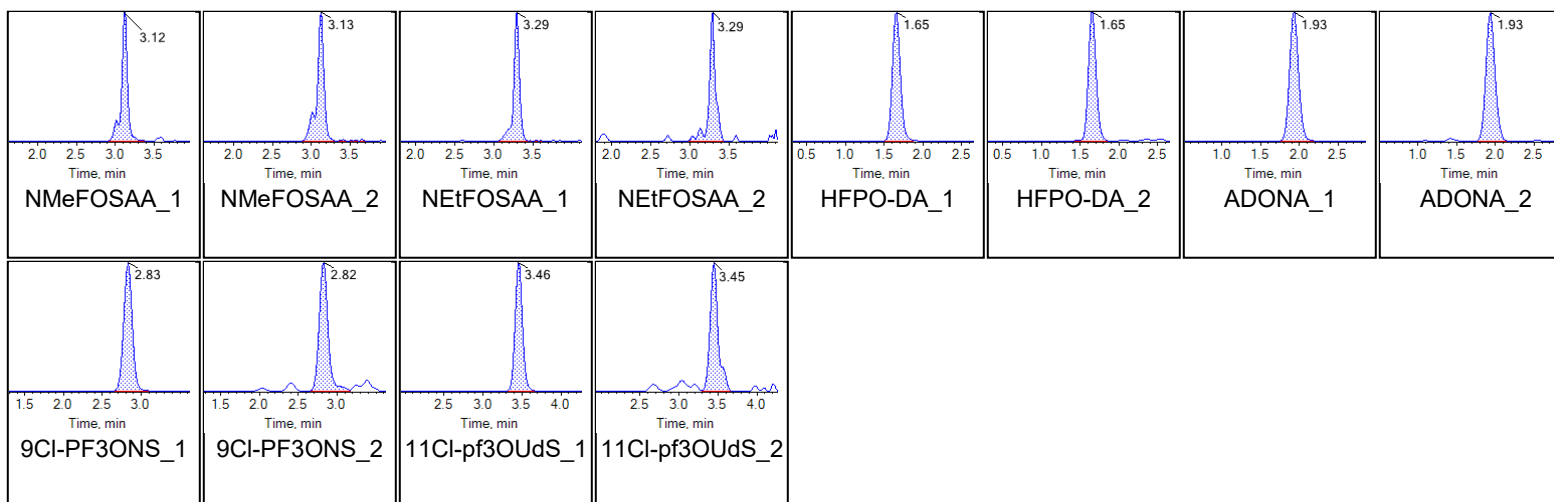 3.12 3.13 3.29 3.29 1.65 1.65 1.93 1.93
2.0 2.5 3.0 3.5 2.0 2.5 3.0 3.5 2.0 2.5 3.0 3.5 2.0 2.5 3.0 3.5 0.5 1.0 1.5 2.0 2.5 0.5 1.0 1.5 2.0 2.5 1.0 1.5 2.0 2.5 1.0 1.5 2.0 2.5
Time, min Time, min Time, min Time, min Time, min Time, min Time, min Time, min
NMeFOSAA_1 NMeFOSAA_2 NEtFOSAA_1 NEtFOSAA_2 HFPO-DA_1 HFPO-DA_2 ADONA_1 ADONA_2
2.83 2.82 3.46 3.45
1.5 2.0 2.5 3.0 1.5 2.0 2.5 3.0 2.5 3.0 3.5 4.0 2.5 3.0 3.5 4.0
Time, min Time, min Time, min Time, min
9Cl-PF3ONS_1 9Cl-PF3ONS_2 11Cl-pf3OUdS_1 11Cl-pf3OUdS_2